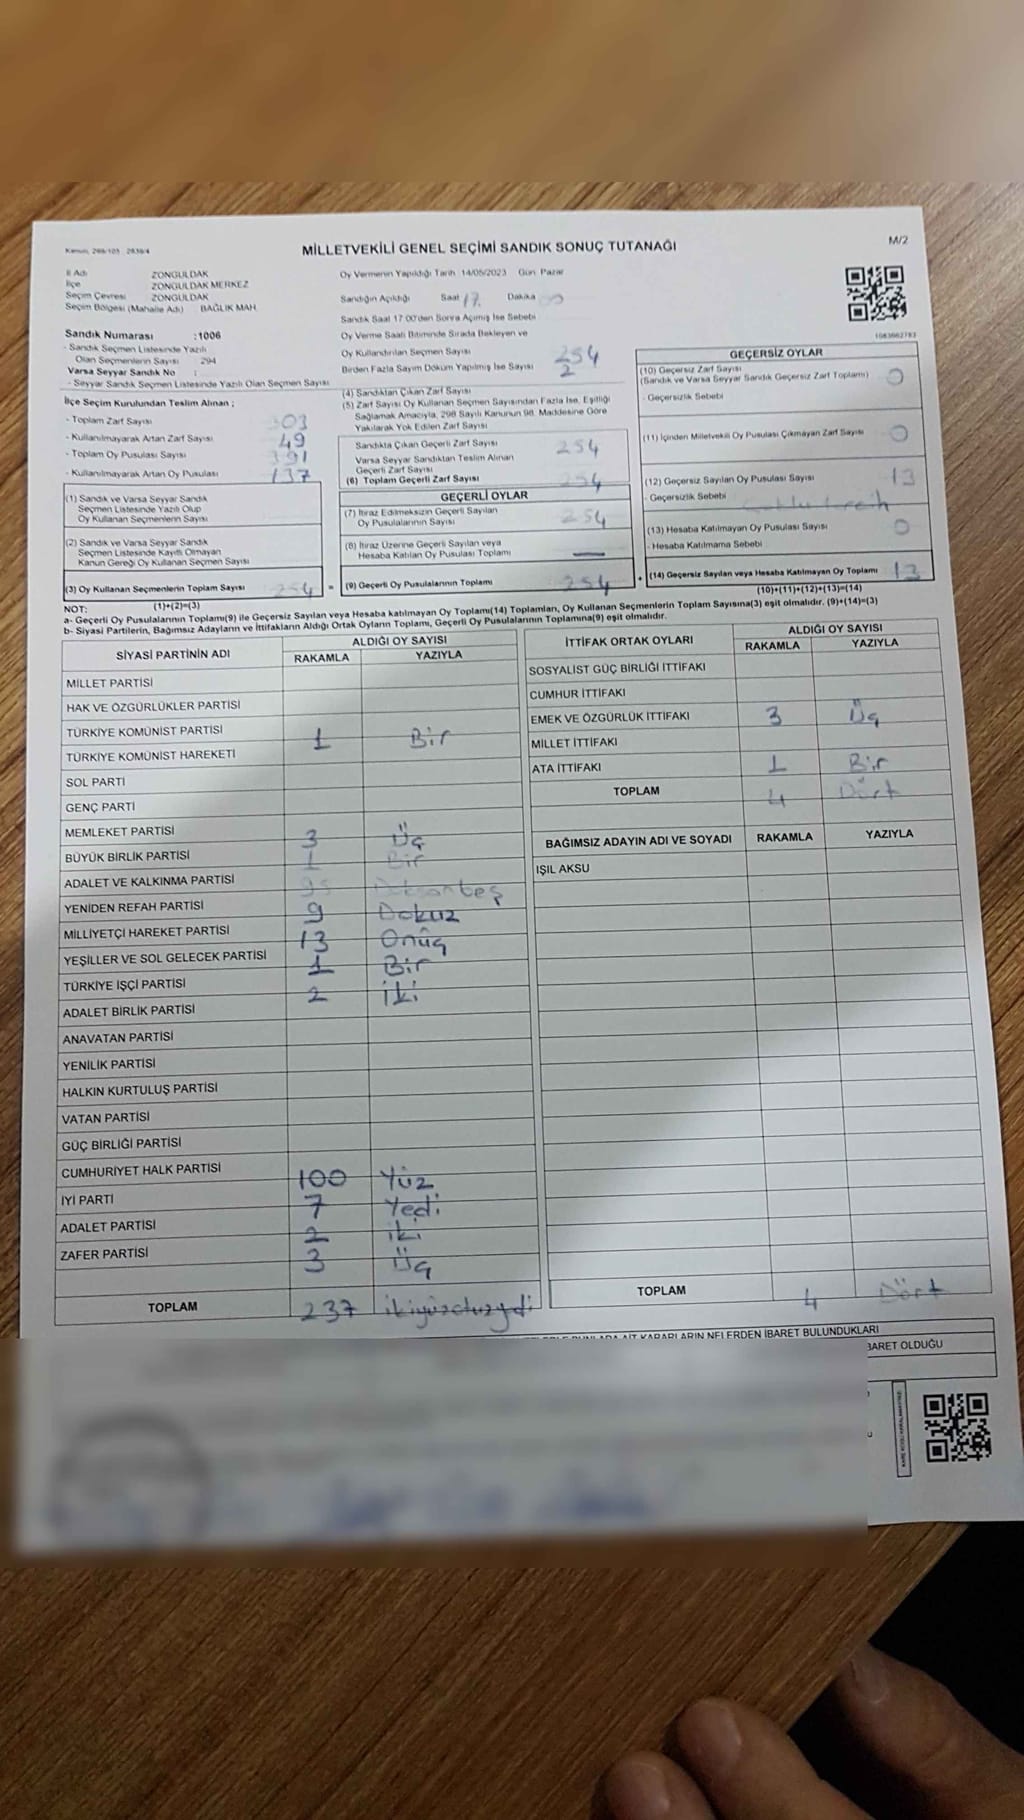 Kanun, 298/105 - 2839/4
MİLLETVEKİLİ GENEL SEÇİMİ SANDIK SONUÇ TUTANAĞI
M/2
İl Adı ZONGULDAK
İlçe ZONGULDAK MERKEZ
Seçim Çevresi ZONGULDAK
Seçim Bölgesi (Mahalle Adı) BAĞLIK MAH
Sandık Numarası :1006
- Sandık Seçmen Listesinde Yazılı
Olan Seçmenlerin Sayısı : 294
Varsa Seyyar Sandık No :
- Seyyar Sandık Seçmen Listesinde Yazılı Olan Seçmen Sayısı
İlçe Seçim Kurulundan Teslim Alınan ;
- Toplam Zarf Sayısı 03
- Kullanılmayarak Artan Zarf Sayısı 49
- Toplam Oy Pusulası Sayısı 391
- Kullanılmayarak Artan Oy Pusulası 137
(1) Sandık ve Varsa Seyyar Sandık
Seçmen Listesinde Yazılı Olup
Oy Kullanan Seçmenlerin Sayısı
(2) Sandık ve Varsa Seyyar Sandık
Seçmen Listesinde Kayıtlı Olmayan
Kanun Gereği Oy Kullanan Seçmen Sayısı
(3) Oy Kullanan Seçmenlerin Toplam Sayısı 254 =
(1)+(2)=(3)
Oy Vermenin Yapıldığı Tarih 14/05/2023 Gün Pazar
Sandığın Açıldığı Saat 17. Dakika 00
Sandık Saat 17:00'den Sonra Açımış İse Sebebi
Oy Verme Saati Bitiminde Sırada Bekleyen ve
Oy Kullandırılan Seçmen Sayısı 254
Birden Fazla Sayım Döküm Yapılmış İse Sayısı 2
(4) Sandıktan Çıkan Zarf Sayısı
(5) Zarf Sayısı Oy Kullanan Seçmen Sayısından Fazla İse, Eşitliği
Sağlamak Amacıyla, 298 Sayılı Kanunun 98. Maddesine Göre
Yakılarak Yok Edilen Zarf Sayısı
Sandıkta Çıkan Geçerli Zarf Sayısı 254
Varsa Seyyar Sandıktan Teslim Alınan
Geçerli Zarf Sayısı
(6) Toplam Geçerli Zarf Sayısı 254
GEÇERLİ OYLAR
(7) İtiraz Edilmeksizin Geçerli Sayılan
Oy Pusulalarının Sayısı 254
(8) İtiraz Üzerine Geçerli Sayılan veya
Hesaba Katılan Oy Pusulası Toplamı —
(9) Geçerli Oy Pusulalarının Toplamı 254 +
GEÇERSİZ OYLAR
(10) Geçersiz Zarf Sayısı 0
(Sandık ve Varsa Seyyar Sandık Geçersiz Zarf Toplamı)
- Geçersizlik Sebebi
(11) İçinden Milletvekili Oy Pusulası Çıkmayan Zarf Sayısı 0
(12) Geçersiz Sayılan Oy Pusulası Sayısı 13
- Geçersizlik Sebebi
(13) Hesaba Katılmayan Oy Pusulası Sayısı 0
- Hesaba Katılmama Sebebi
(14) Geçersiz Sayılan veya Hesaba Katılmayan Oy Toplamı 13
(10)+(11)+(12)+(13)=(14)
NOT:
a- Geçerli Oy Pusulalarının Toplamı(9) ile Geçersiz Sayılan veya Hesaba katılmayan Oy Toplamı(14) Toplamları, Oy Kullanan Seçmenlerin Toplam Sayısına(3) eşit olmalıdır. (9)+(14)=(3)
b- Siyasi Partilerin, Bağımsız Adayların ve İttifakların Aldığı Ortak Oyların Toplamı, Geçerli Oy Pusulalarının Toplamına(9) eşit olmalıdır.
SİYASİ PARTİNİN ADI ALDIĞI OY SAYISI
RAKAMLA YAZIYLA
MİLLET PARTİSİ
HAK VE ÖZGÜRLÜKLER PARTİSİ
TÜRKİYE KOMÜNİST PARTİSİ 1 Bir
TÜRKİYE KOMÜNİST HAREKETİ
SOL PARTİ
GENÇ PARTİ
MEMLEKET PARTİSİ 3 Üç
BÜYÜK BİRLİK PARTİSİ 1 Bir
ADALET VE KALKINMA PARTİSİ 95 Doksanbeş
YENİDEN REFAH PARTİSİ 9 Dokuz
MİLLİYETÇİ HAREKET PARTİSİ 13 Onüç
YEŞİLLER VE SOL GELECEK PARTİSİ 1 Bir
TÜRKİYE İŞÇİ PARTİSİ 2 İki
ADALET BİRLİK PARTİSİ
ANAVATAN PARTİSİ
YENİLİK PARTİSİ
HALKIN KURTULUŞ PARTİSİ
VATAN PARTİSİ
GÜÇ BİRLİĞİ PARTİSİ
CUMHURİYET HALK PARTİSİ 100 Yüz
İYİ PARTİ 7 Yedi
ADALET PARTİSİ 2 İki
ZAFER PARTİSİ 3 Üç
TOPLAM 237
İTTİFAK ORTAK OYLARI ALDIĞI OY SAYISI
RAKAMLA YAZIYLA
SOSYALİST GÜÇ BİRLİĞİ İTTİFAKI
CUMHUR İTTİFAKI
EMEK VE ÖZGÜRLÜK İTTİFAKI 3 Üç
MİLLET İTTİFAKI
ATA İTTİFAKI 1 Bir
TOPLAM 4 Dört
BAĞIMSIZ ADAYIN ADI VE SOYADI RAKAMLA YAZIYLA
IŞIL AKSU
TOPLAM 4 Dört
KARARLARIN NELERDEN İBARET BULUNDUKLARI
BARET OLDUĞU